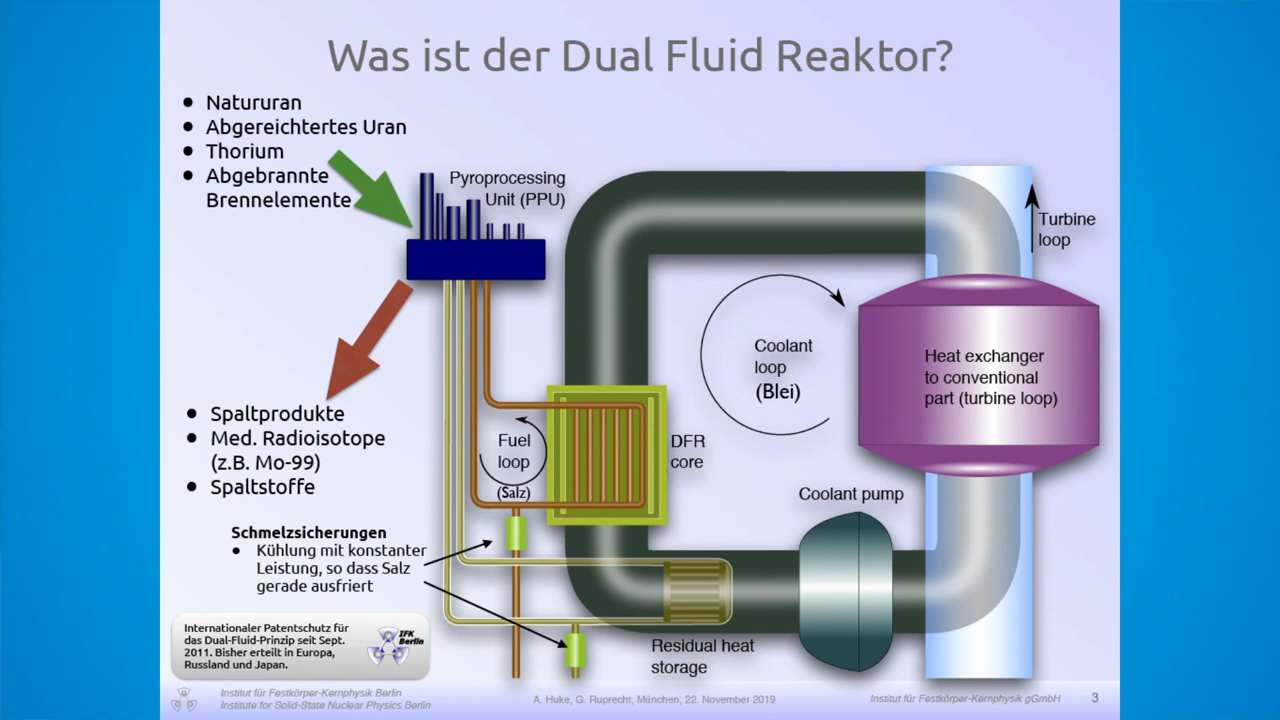 Was ist der Dual Fluid Reaktor?
Natururan
Abgereichtertes Uran
Thorium
Abgebrannte
Brennelemente
Pyroprocessing
Unit (PPU)
Turbine
loop
Coolant
loop
(Blei)
Heat exchanger
to conventional
part (turbine loop)
Spaltprodukte
Med. Radioisotope
(z.B. Mo-99)
Spaltstoffe
Fuel
loop
(Salz)
DFR
core
Coolant pump
Schmelzsicherungen
Kühlung mit konstanter
Leistung, so dass Salz
gerade ausfriert
Residual heat
storage
Internationaler Patentschutz für
das Dual-Fluid-Prinzip seit Sept.
2011. Bisher erteilt in Europa,
Russland und Japan.
IFK
Berlin
Institut für Festkörper-Kernphysik Berlin
Institute for Solid-State Nuclear Physics Berlin
A. Huke, G. Ruprecht, München, 22. November 2019
Institut für Festkörper-Kernphysik gGmbH
3